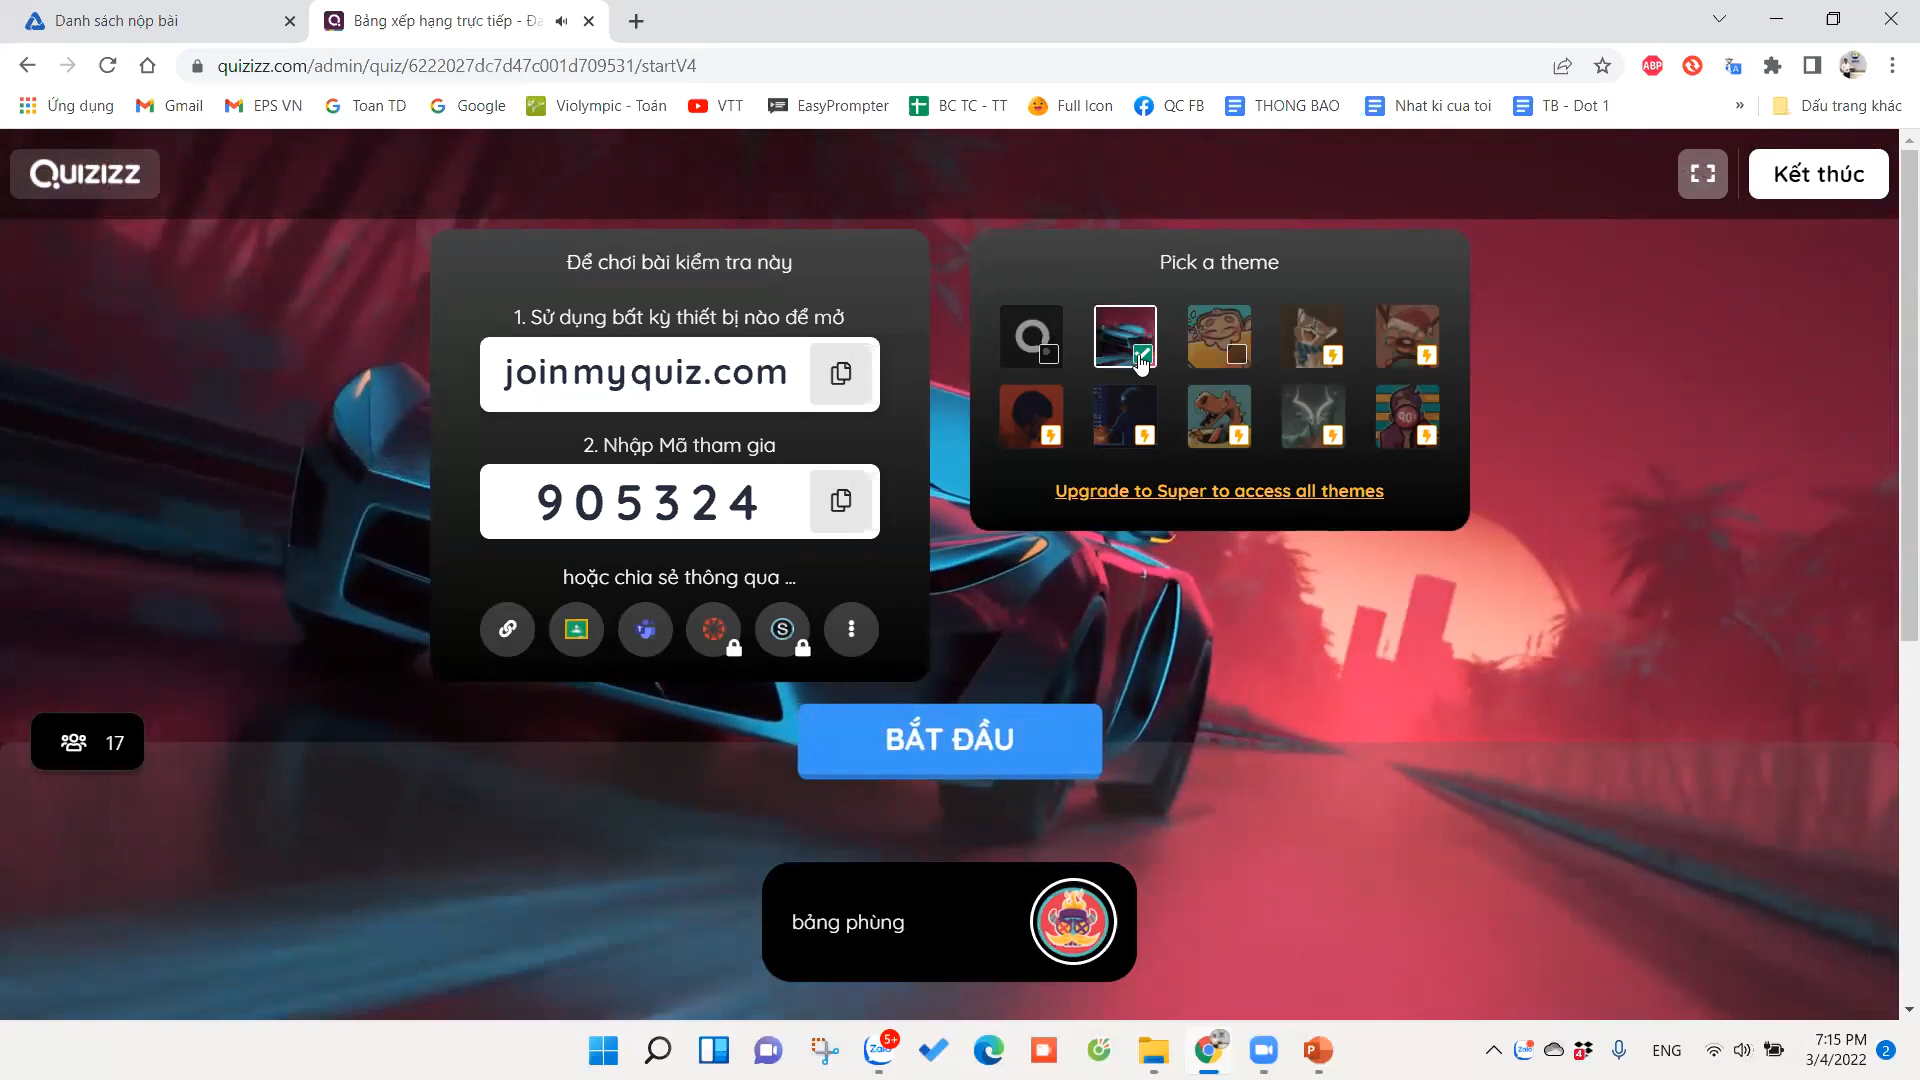 Danh sách nộp bài
Bảng xếp hạng trực tiếp - Đa
quizizz.com/admin/quiz/6222027dc7d47c001d709531/startV4
ABP
Ứng dụng
Gmail
EPS VN
Toan TD
Google
Violympic - Toán
VTT
EasyPrompter
BC TC - TT
Full Icon
QC FB
THONG BAO
Nhat ki cua toi
TB - Dot 1
»
Dấu trang khác
Quizizz
Kết thúc
Để chơi bài kiểm tra này
1. Sử dụng bất kỳ thiết bị nào để mở
joinmyquiz.com
2. Nhập Mã tham gia
905324
hoặc chia sẻ thông qua ...
Pick a theme
Upgrade to Super to access all themes
17
BẮT ĐẦU
bảng phùng
Zalo
5+
4
ENG
7:15 PM
3/4/2022
2